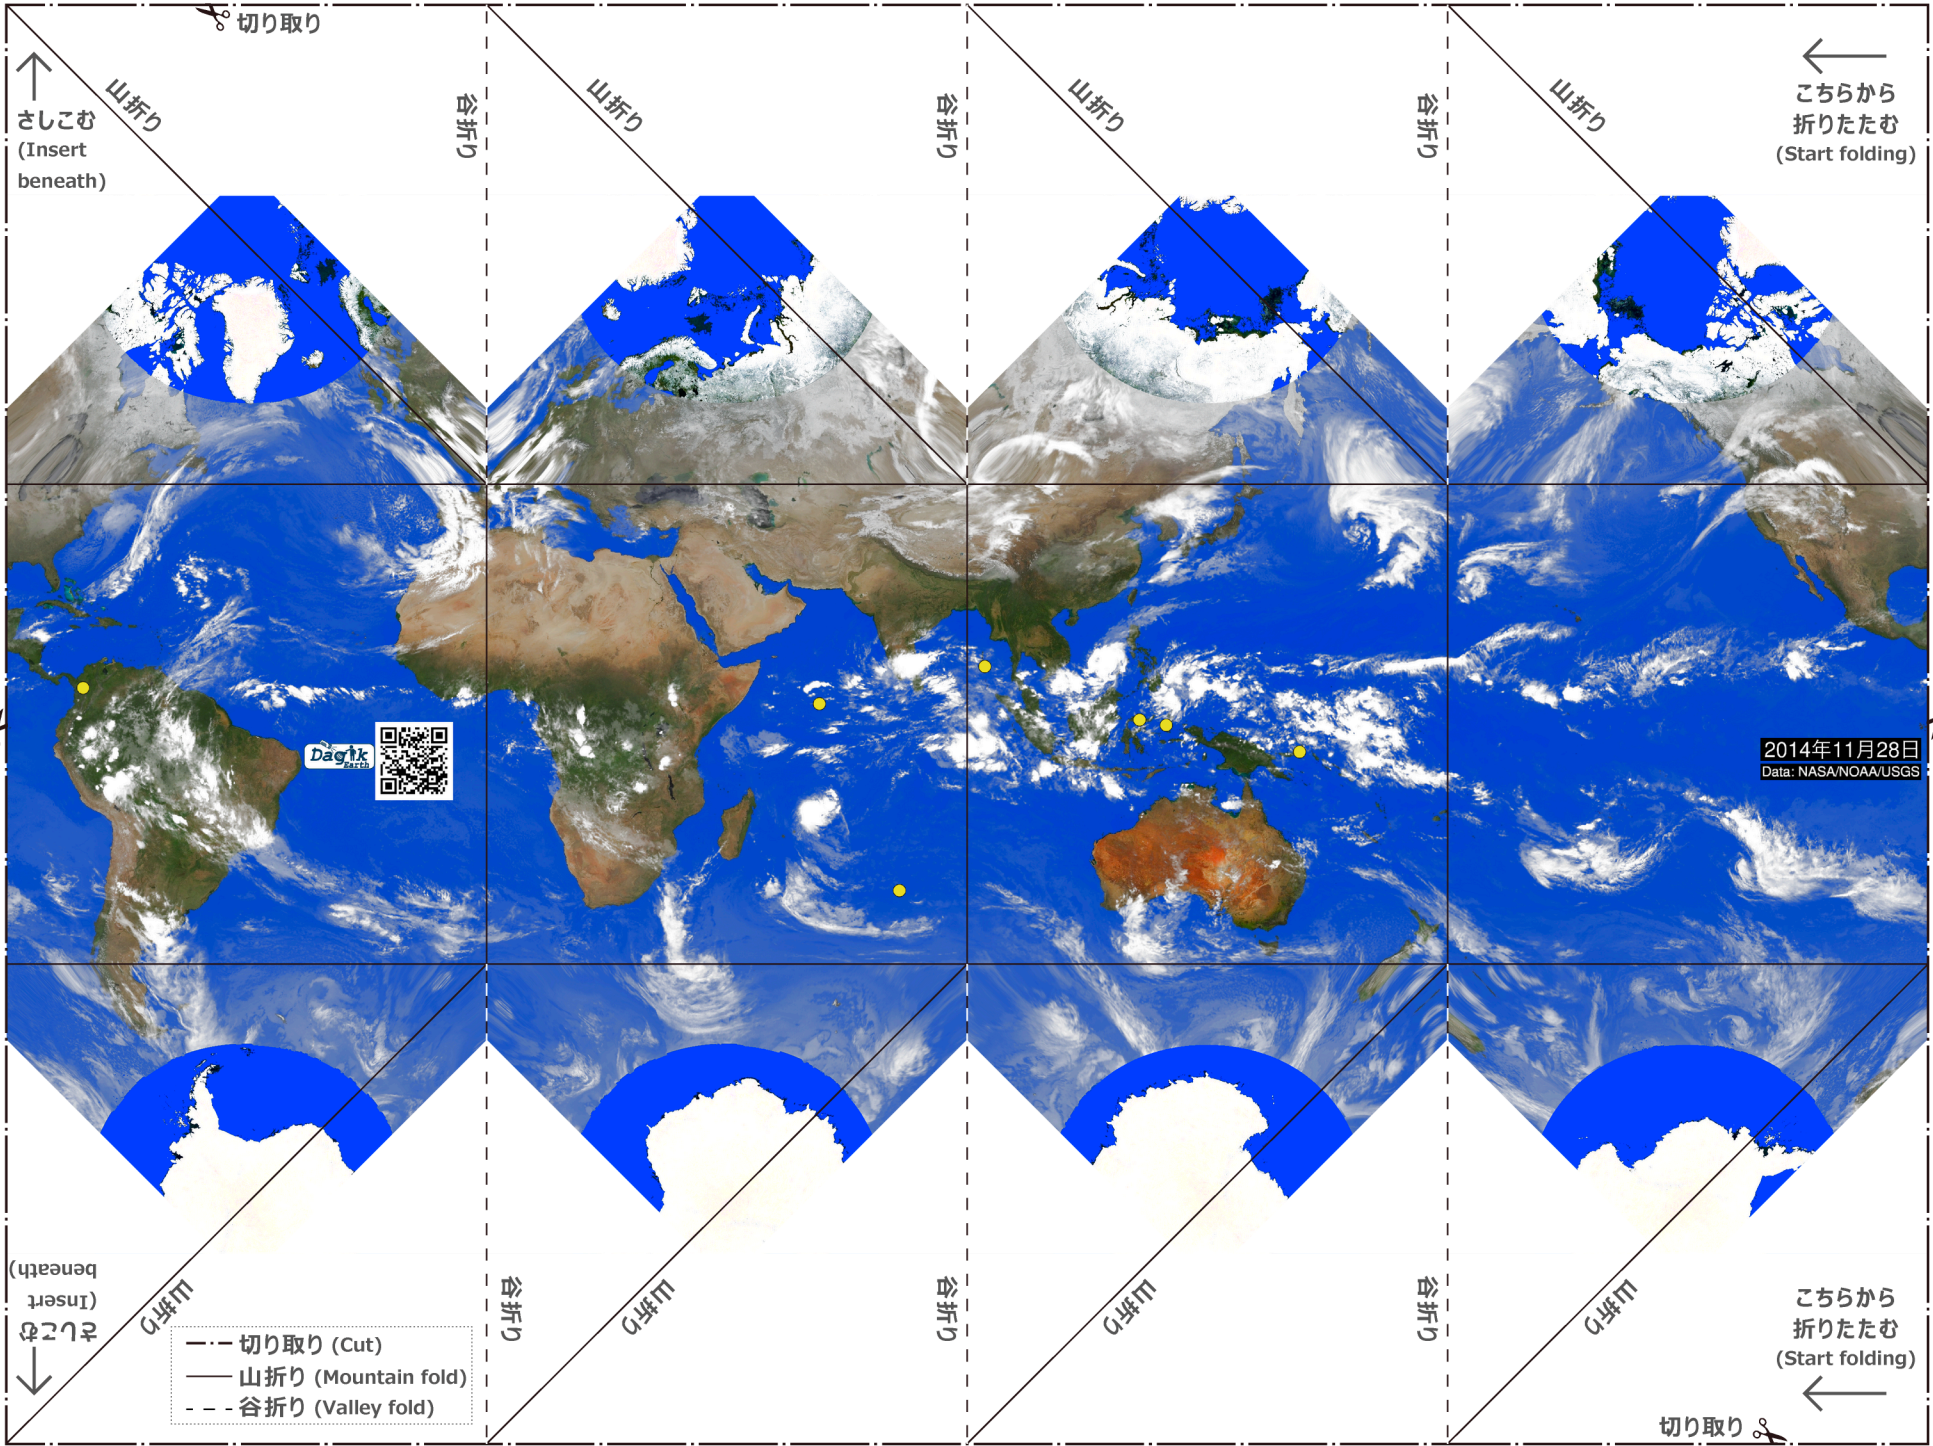 切り取り
山折り
谷折り
山折り
谷折り
山折り
谷折り
山折り
さしこむ
(Insert
beneath)
こちらから
折りたたむ
(Start folding)
Dagik
Earth
2014年11月28日
Data: NASA/NOAA/USGS
さしこむ
(Insert
beneath)
山折り
谷折り
山折り
谷折り
山折り
谷折り
山折り
切り取り (Cut)
山折り (Mountain fold)
谷折り (Valley fold)
こちらから
折りたたむ
(Start folding)
切り取り